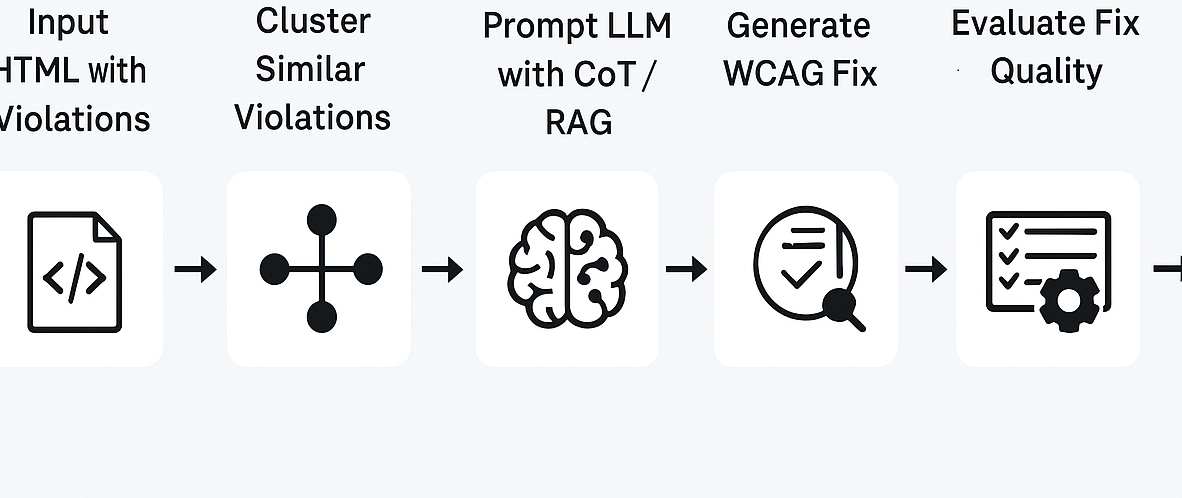 Input
HTML with
Violations
Cluster
Similar
Violations
Prompt LLM
with CoT /
RAG
Generate
WCAG Fix
Evaluate Fix
Quality